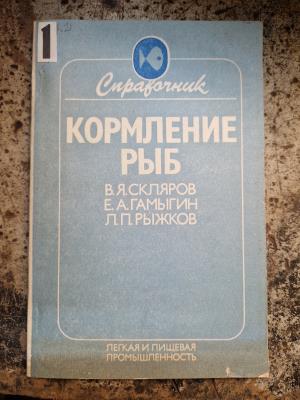 1
Справочник
КОРМЛЕНИЕ
РЫБ
В.Я.СКЛЯРОВ
Е.А.ГАМЫГИН
Л.П.РЫЖКОВ
ЛЕГКАЯ И ПИЩЕВАЯ
ПРОМЫШЛЕННОСТЬ